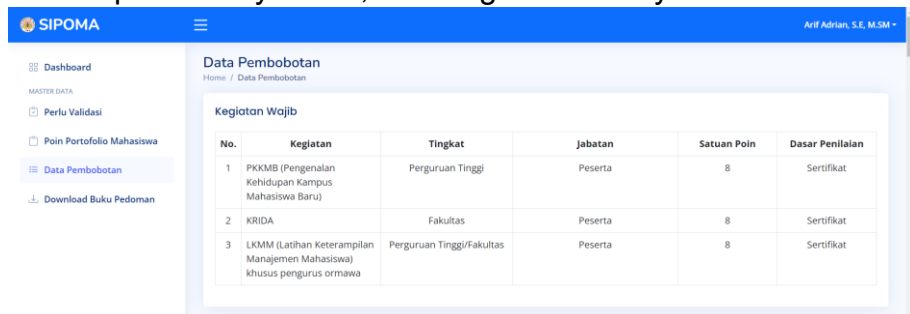 SIPOMA
Arif Adrian, S.E, M.SM
Dashboard
MASTER DATA
Perlu Validasi
Poin Portofolio Mahasiswa
Data Pembobotan
Download Buku Pedoman
Data Pembobotan
Home / Data Pembobotan
Kegiatan Wajib
No. Kegiatan Tingkat Jabatan Satuan Poin Dasar Penilaian
1 PKKMB (Pengenalan Perguruan Tinggi Peserta 8 Sertifikat
Kehidupan Kampus
Mahasiswa Baru)
2 KRIDA Fakultas Peserta 8 Sertifikat
3 LKMM (Latihan Keterampilan Perguruan Tinggi/Fakultas Peserta 8 Sertifikat
Manajemen Mahasiswa)
khusus pengurus ormawa